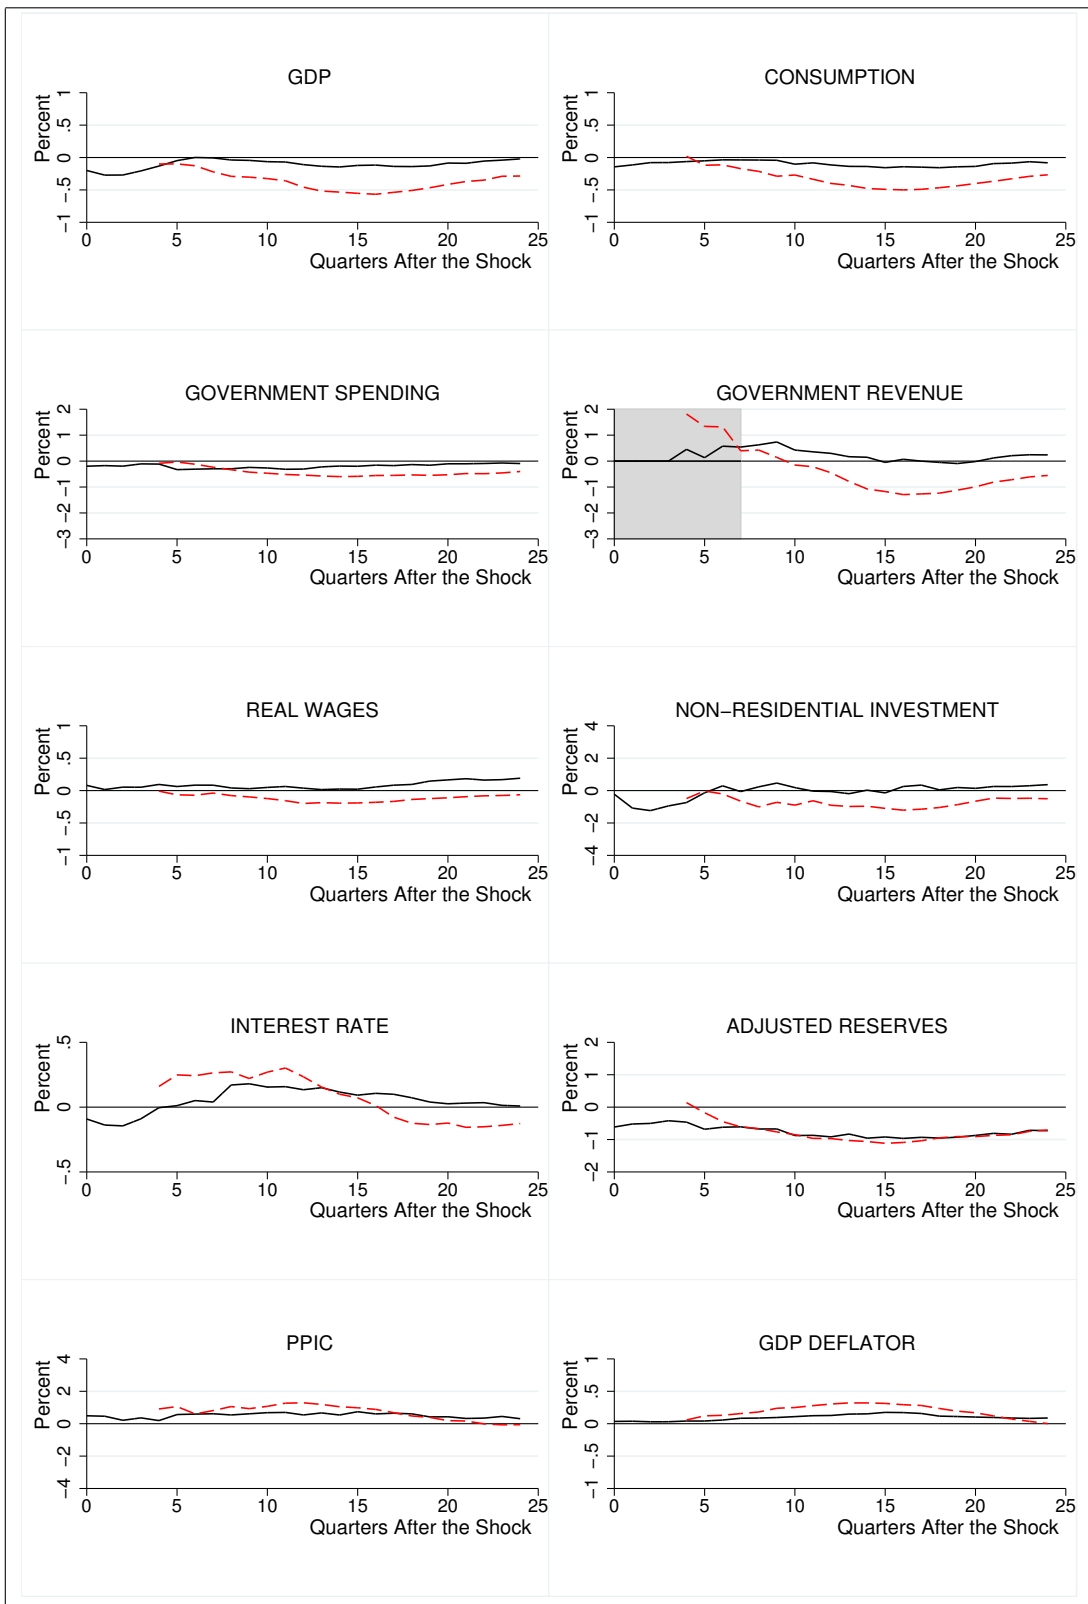 GDP
Percent
1
.5
0
−.5
−1
0 5 10 15 20 25
Quarters After the Shock
CONSUMPTION
Percent
1
.5
0
−.5
−1
0 5 10 15 20 25
Quarters After the Shock
GOVERNMENT SPENDING
Percent
2
1
0
−1
−2
−3
0 5 10 15 20 25
Quarters After the Shock
GOVERNMENT REVENUE
Percent
2
1
0
−1
−2
−3
0 5 10 15 20 25
Quarters After the Shock
REAL WAGES
Percent
1
.5
0
−.5
−1
0 5 10 15 20 25
Quarters After the Shock
NON−RESIDENTIAL INVESTMENT
Percent
4
2
0
−2
−4
0 5 10 15 20 25
Quarters After the Shock
INTEREST RATE
Percent
.5
0
−.5
0 5 10 15 20 25
Quarters After the Shock
ADJUSTED RESERVES
Percent
2
1
0
−1
−2
0 5 10 15 20 25
Quarters After the Shock
PPIC
Percent
4
2
0
−2
−4
0 5 10 15 20 25
Quarters After the Shock
GDP DEFLATOR
Percent
1
.5
0
−.5
−1
0 5 10 15 20 25
Quarters After the Shock